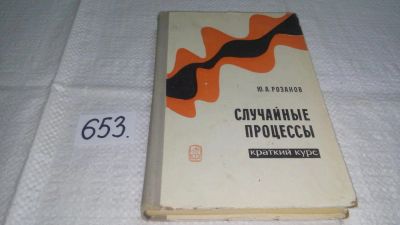 653.
Ю. А. РОЗАНОВ
СЛУЧАЙНЫЕ
ПРОЦЕССЫ
краткий курс